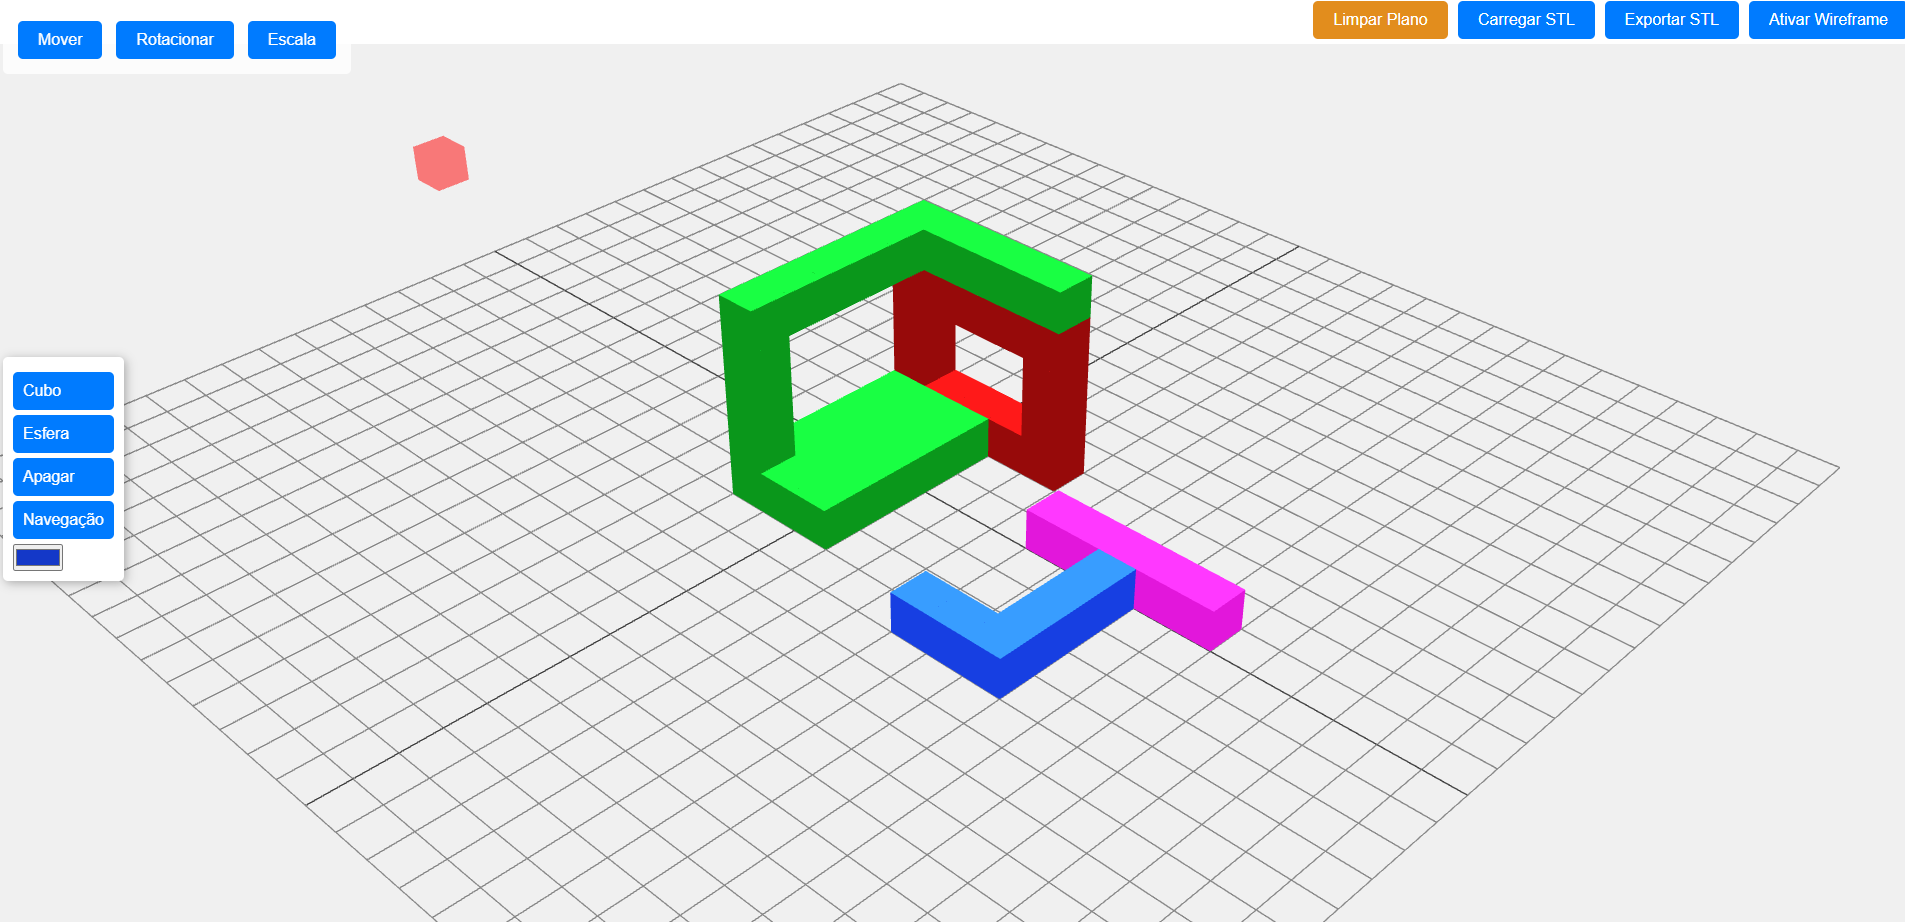 Mover
Rotacionar
Escala
Limpar Plano
Carregar STL
Exportar STL
Ativar Wireframe
Cubo
Esfera
Apagar
Navegação